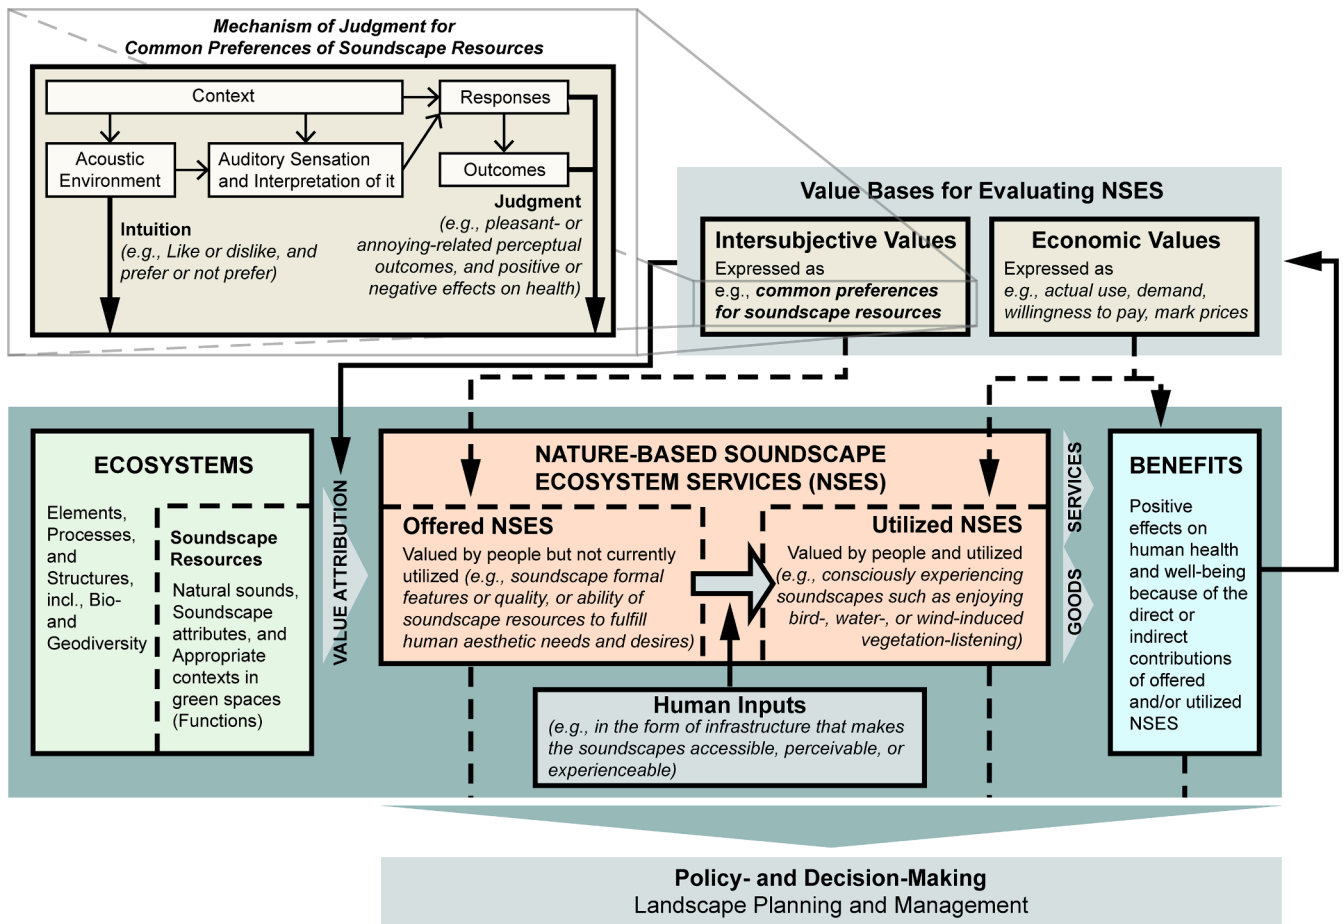 Mechanism of Judgment for
Common Preferences of Soundscape Resources
Context
Responses
Acoustic
Environment
Auditory Sensation
and Interpretation of it
Outcomes
Intuition
(e.g., Like or dislike, and
prefer or not prefer)
Judgment
(e.g., pleasant- or
annoying-related perceptual
outcomes, and positive or
negative effects on health)
Value Bases for Evaluating NSES
Intersubjective Values
Expressed as
e.g., common preferences
for soundscape resources
Economic Values
Expressed as
e.g., actual use, demand,
willingness to pay, mark prices
ECOSYSTEMS
Elements,
Processes,
and
Structures,
incl., Bio-
and
Geodiversity
Soundscape
Resources
Natural sounds,
Soundscape
attributes, and
Appropriate
contexts in
green spaces
(Functions)
VALUE ATTRIBUTION
NATURE-BASED SOUNDSCAPE
ECOSYSTEM SERVICES (NSES)
Offered NSES
Valued by people but not currently
utilized (e.g., soundscape formal
features or quality, or ability of
soundscape resources to fulfill
human aesthetic needs and desires)
Utilized NSES
Valued by people and utilized
(e.g., consciously experiencing
soundscapes such as enjoying
bird-, water-, or wind-induced
vegetation-listening)
Human Inputs
(e.g., in the form of infrastructure that makes
the soundscapes accessible, perceivable, or
experienceable)
SERVICES
GOODS
BENEFITS
Positive
effects on
human health
and well-being
because of the
direct or
indirect
contributions
of offered
and/or utilized
NSES
Policy- and Decision-Making
Landscape Planning and Management